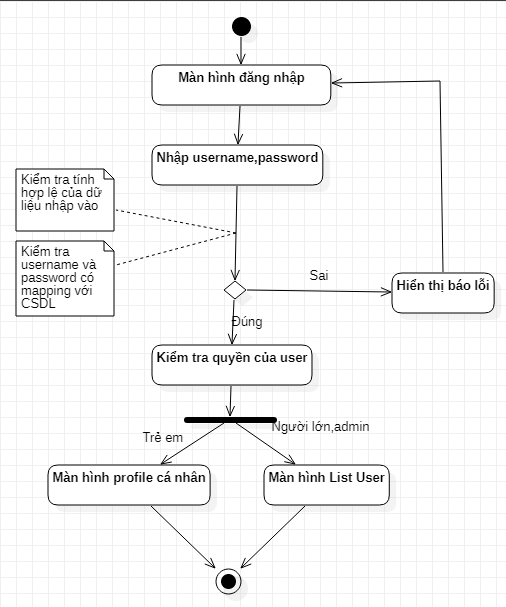 Màn hình đăng nhập
Nhập username,password
Kiểm tra tính
hợp lệ của dữ
liệu nhập vào
Kiểm tra
username và
password có
mapping với
CSDL
Sai
Hiển thị báo lỗi
Đúng
Kiểm tra quyền của user
Trẻ em
Người lớn,admin
Màn hình profile cá nhân
Màn hình List User